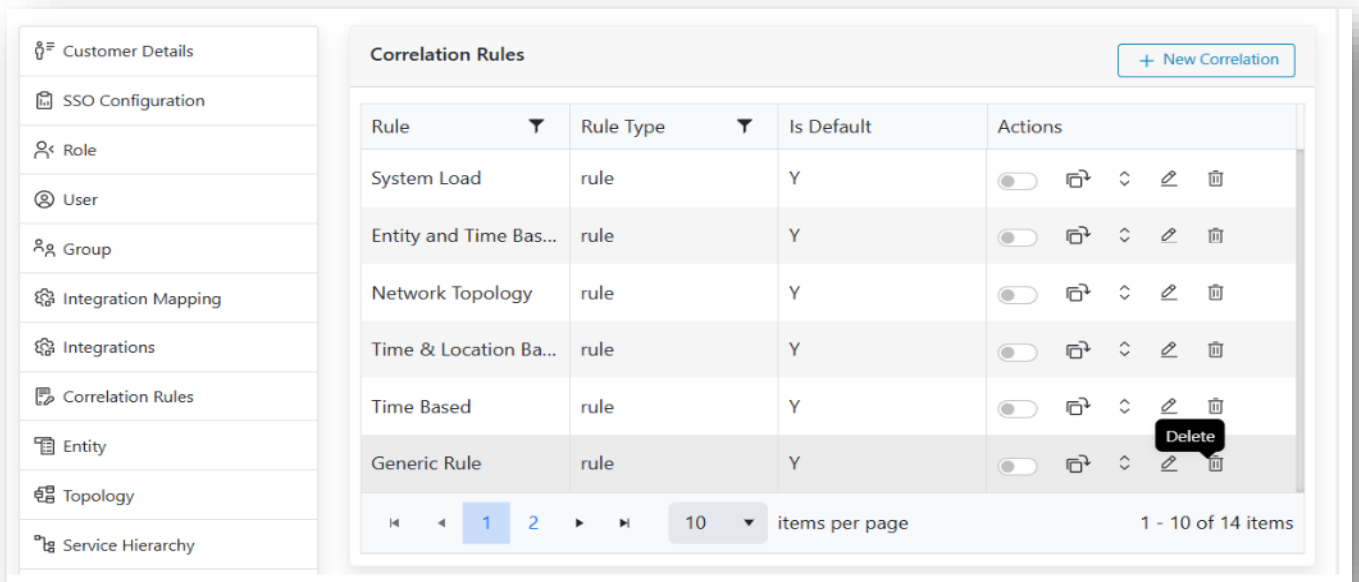 Customer Details
SSO Configuration
Role
User
Group
Integration Mapping
Integrations
Correlation Rules
Entity
Topology
Service Hierarchy
Correlation Rules
+ New Correlation
Rule Rule Type Is Default Actions
System Load rule Y
Entity and Time Bas... rule Y
Network Topology rule Y
Time & Location Ba... rule Y
Time Based rule Y
Delete
Generic Rule rule Y
1 2 10 items per page 1 - 10 of 14 items